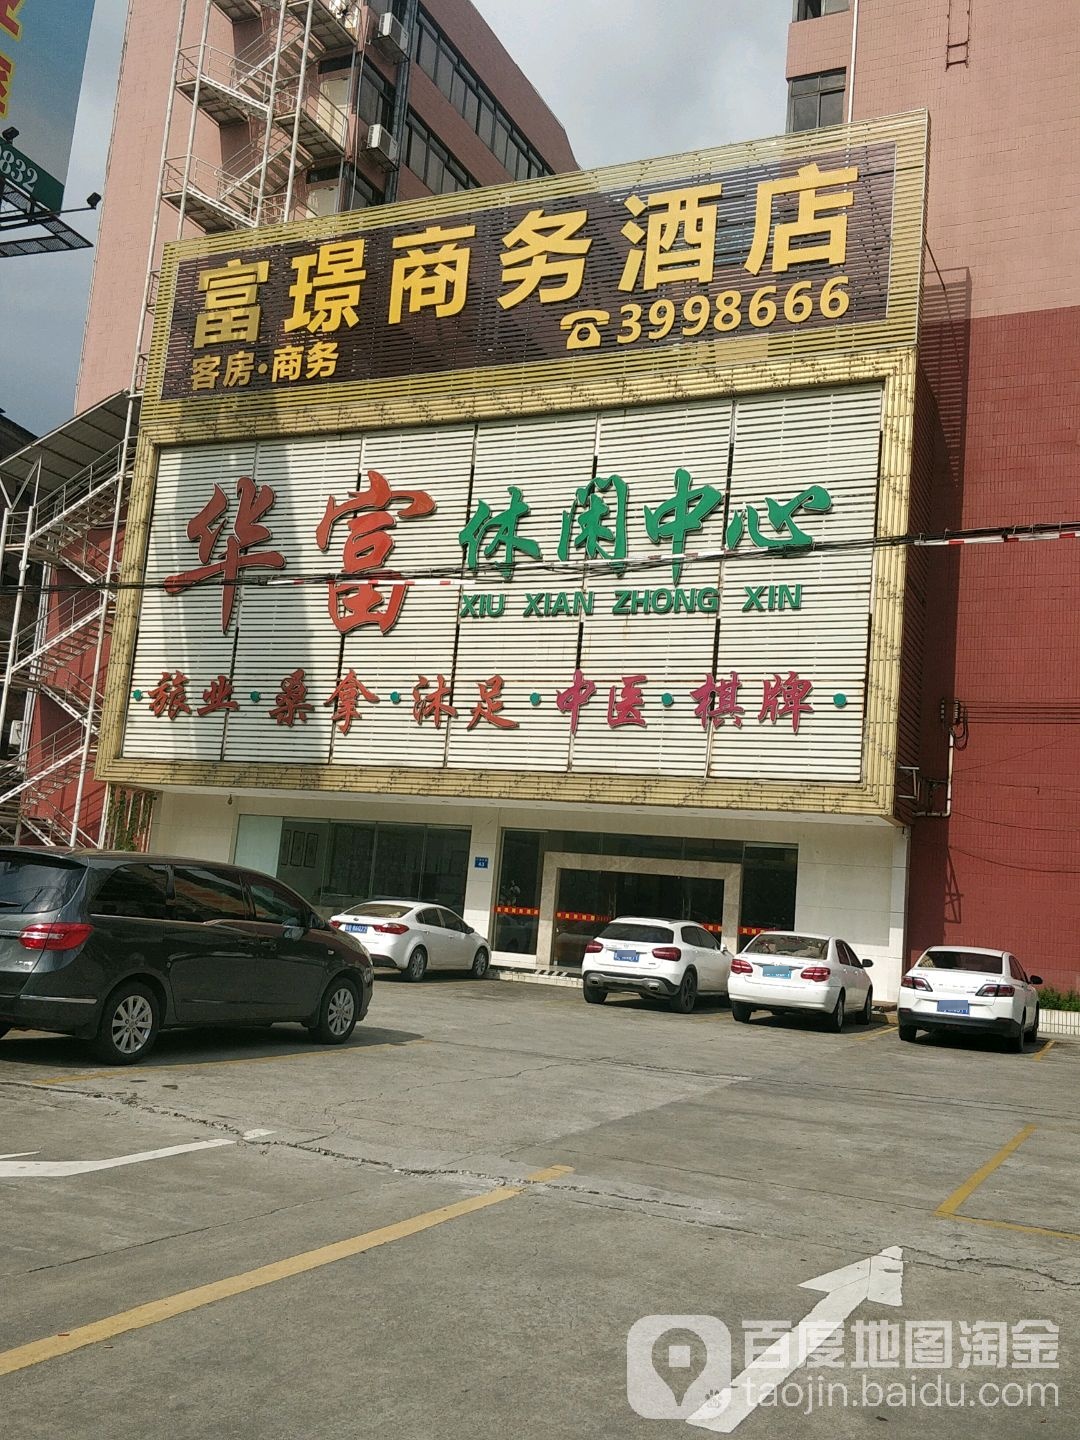 832
富璟商务酒店
客房·商务 ☎3998666
华富休闲中心
XIU XIAN ZHONG XIN
·旅业·桑拿·沐足·中医·棋牌·
43
百度地图淘金
taojin.baidu.com